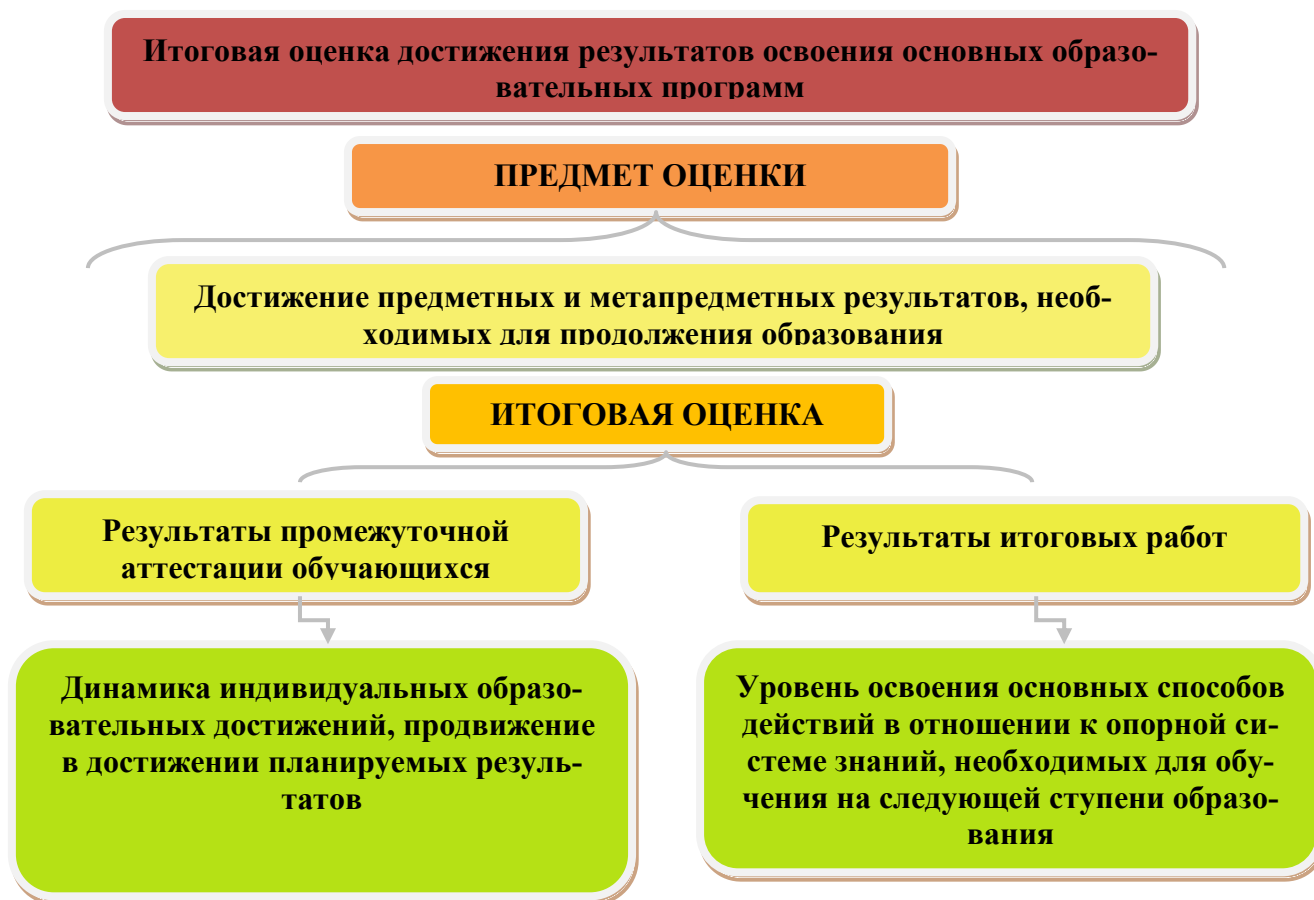 Итоговая оценка достижения результатов освоения основных образо-
вательных программ
ПРЕДМЕТ ОЦЕНКИ
Достижение предметных и метапредметных результатов, необ-
ходимых для продолжения образования
ИТОГОВАЯ ОЦЕНКА
Результаты промежуточной
аттестации обучающихся
Результаты итоговых работ
Динамика индивидуальных образо-
вательных достижений, продвижение
в достижении планируемых резуль-
татов
Уровень освоения основных способов
действий в отношении к опорной си-
стеме знаний, необходимых для обу-
чения на следующей ступени образо-
вания